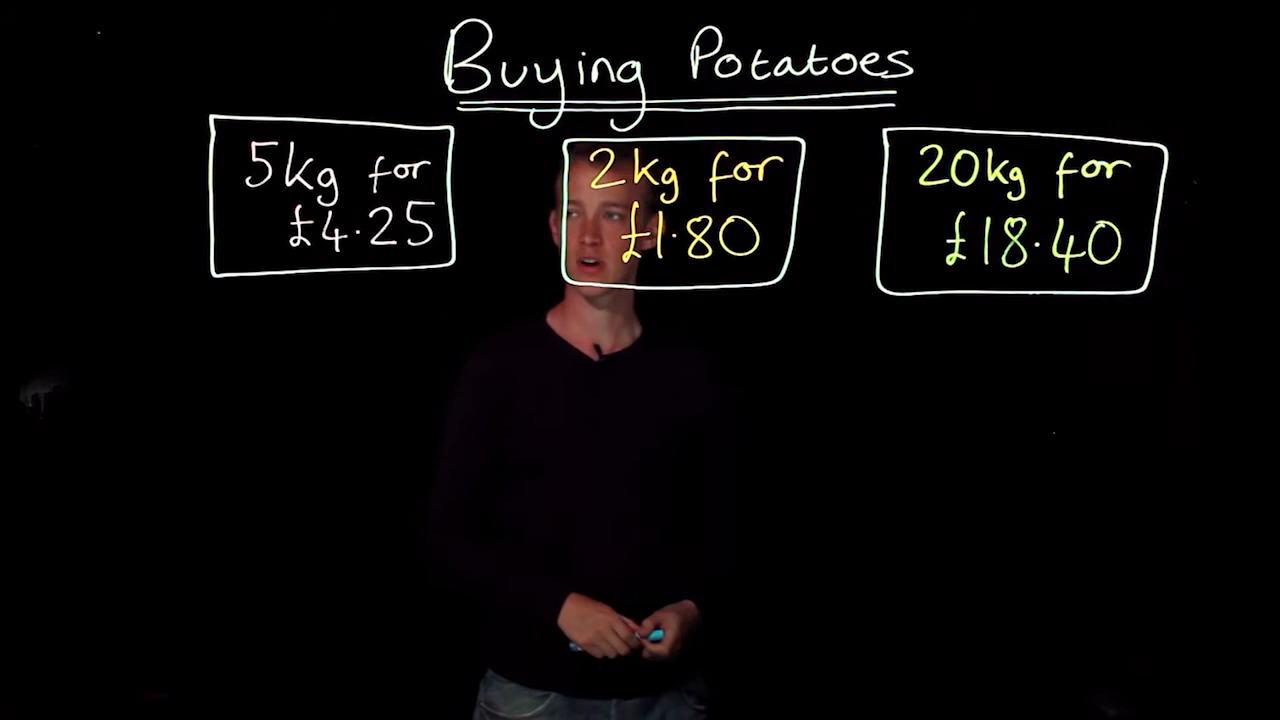 Buying Potatoes
5kg for
£4.25
2kg for
£1.80
20kg for
£18.40